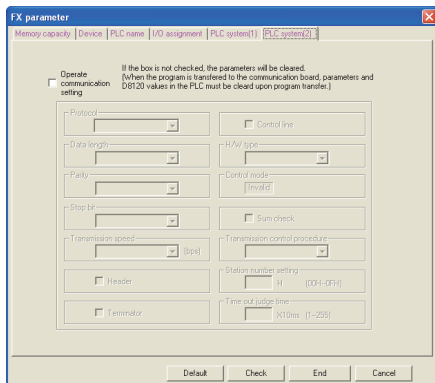 FX parameter
Memory capacity Device PLC name I/O assignment PLC system(1) PLC system(2)
If the box is not checked, the parameters will be cleared.
Operate (When the program is transfered to the communication board, parameters and
communication D8120 values in the PLC must be cleard upon program transfer.)
setting
Protocol
Control line
Data length H/W type
Parity Control mode
Invalid
Stop bit
Sum check
Transmission speed Transmission control procedure
(bps)
Header Station number setting
H (00H--0FH)
Terminator Time out judge time
X10ms (1--255)
Default Check End Cancel